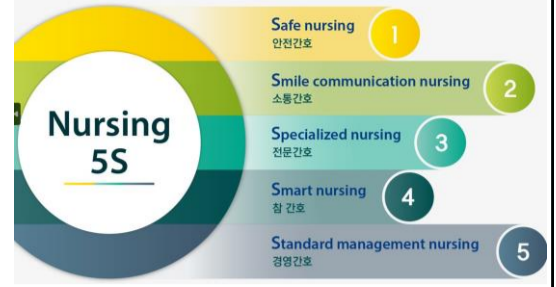 Nursing
5S
Safe nursing
안전간호
1
Smile communication nursing
소통간호
2
Specialized nursing
전문간호
3
Smart nursing
참 간호
4
Standard management nursing
경영간호
5